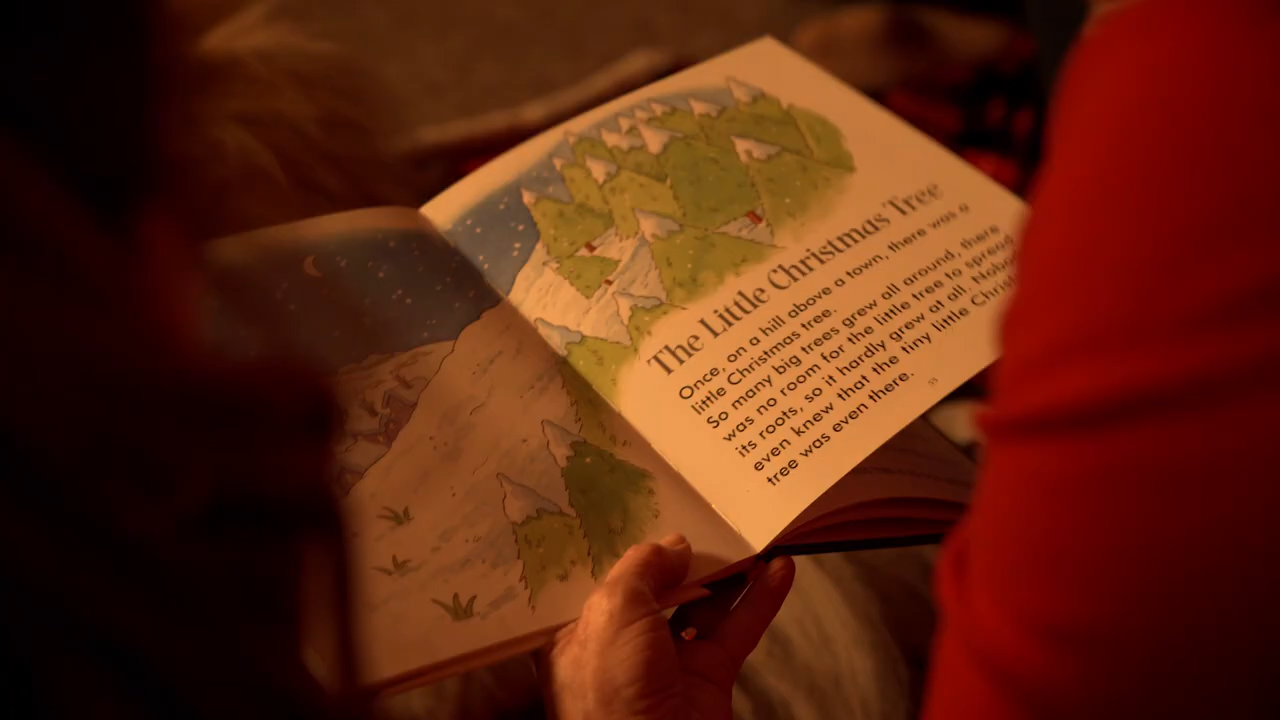 The Little Christmas Tree
Once, on a hill above a town, there was a
little Christmas tree.
So many big trees grew all around, there
was no room for the little tree to spread
its roots, so it hardly grew at all.
even knew that the tiny little
tree was even there.